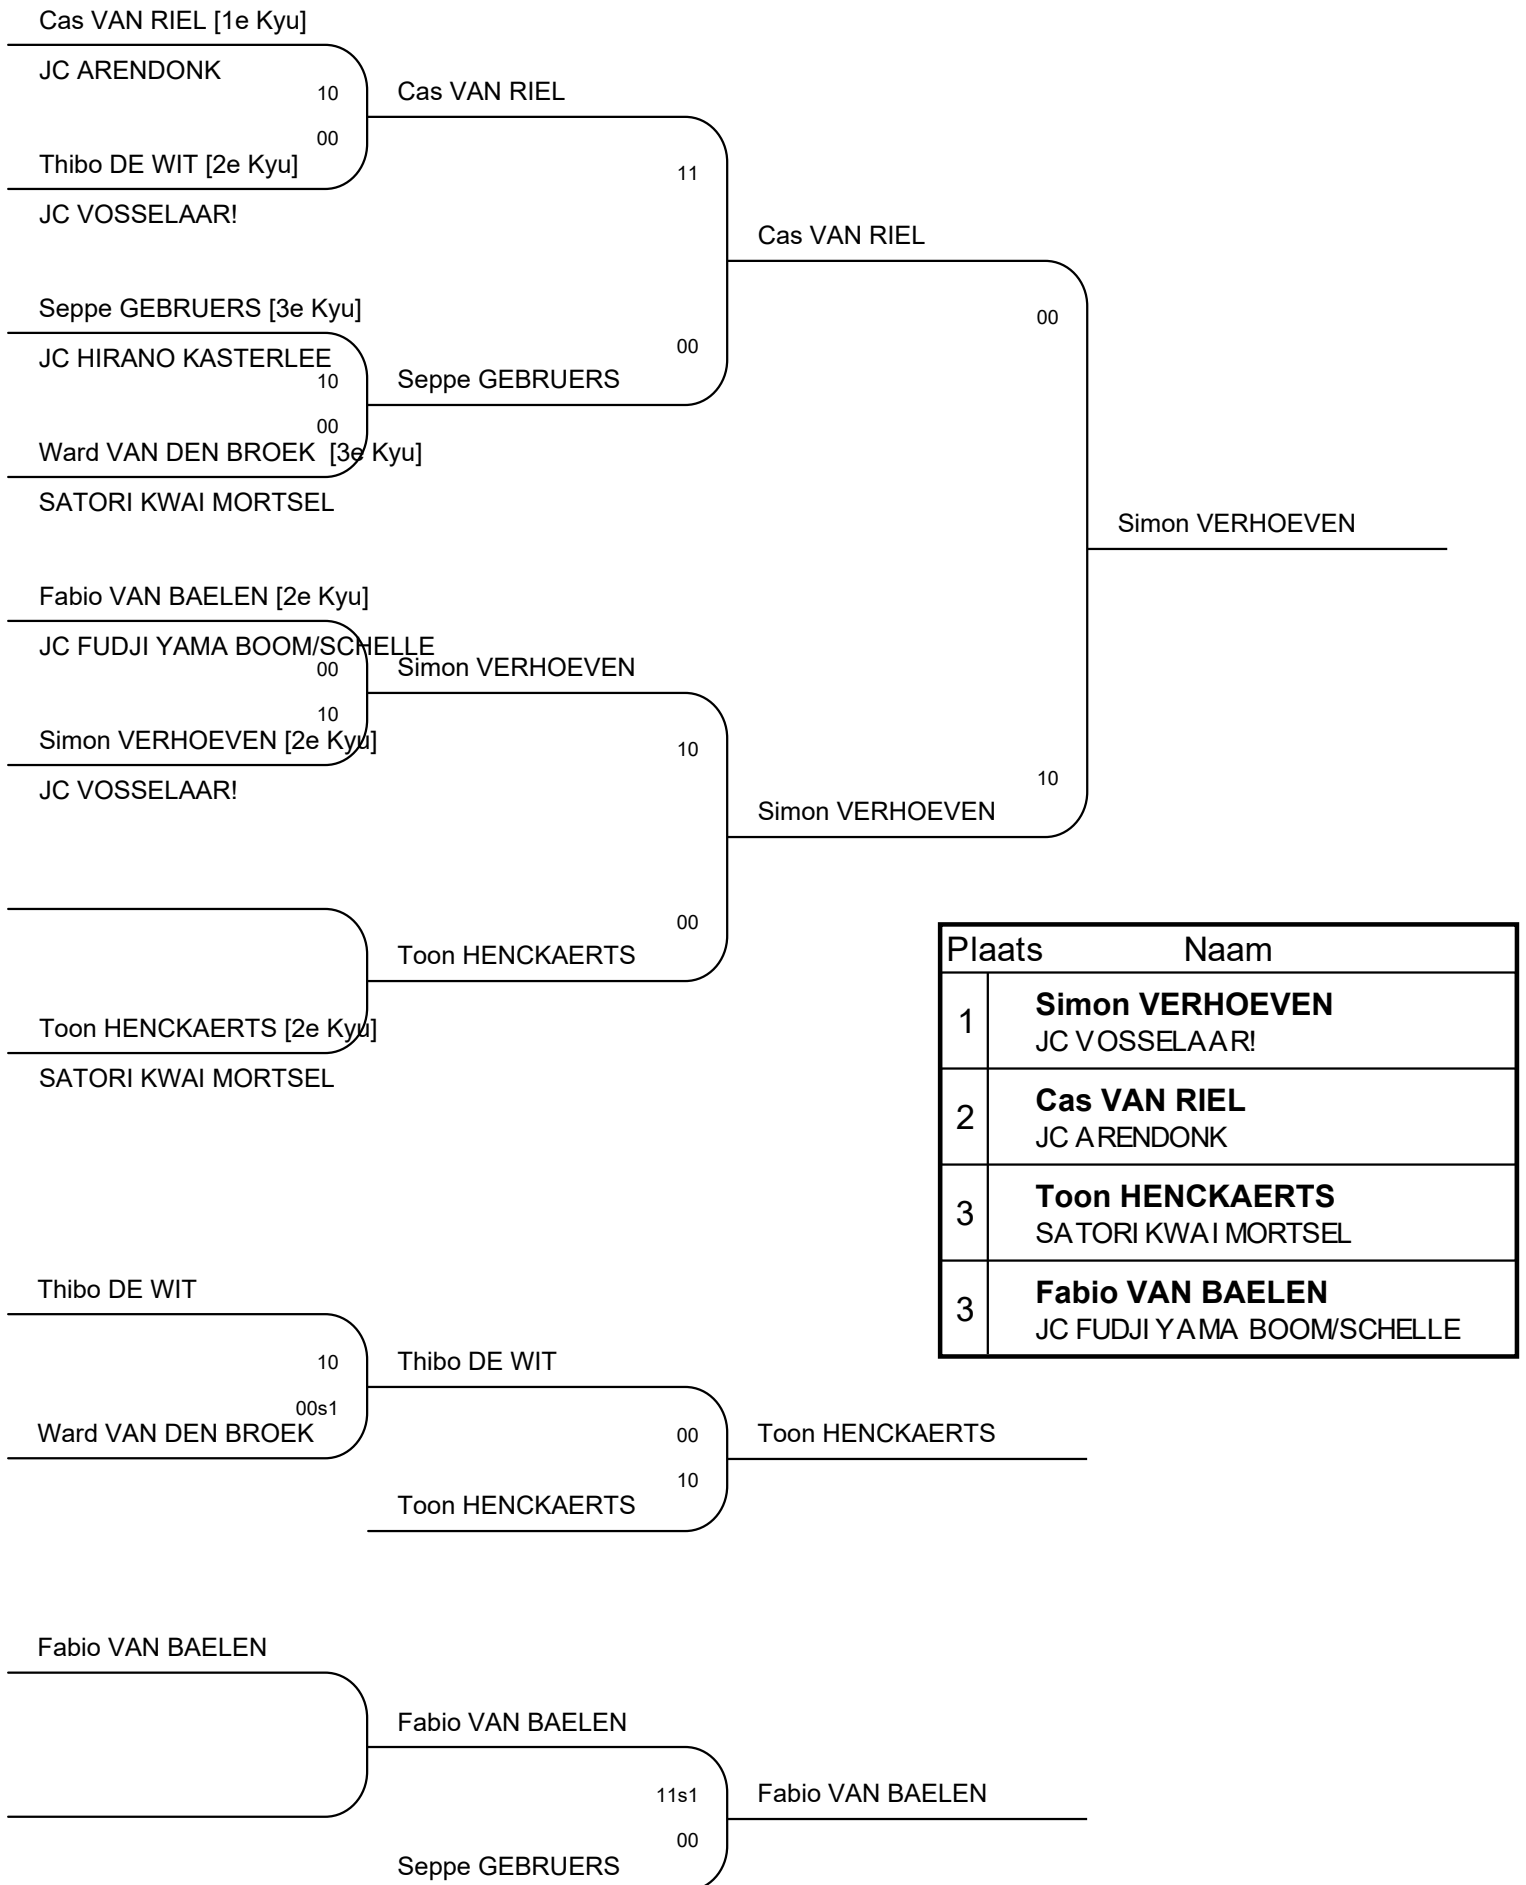 Cas VAN RIEL [1e Kyu]
JC ARENDONK
10
00
Thibo DE WIT [2e Kyu]
JC VOSSELAAR!
Cas VAN RIEL
11
Seppe GEBRUERS [3e Kyu]
JC HIRANO KASTERLEE
10
00
Ward VAN DEN BROEK [3e Kyu]
SATORI KWAI MORTSEL
00
Seppe GEBRUERS
Cas VAN RIEL
00
Fabio VAN BAELEN [2e Kyu]
JC FUDJI YAMA BOOM/SCHELLE
00
10
Simon VERHOEVEN [2e Kyu]
JC VOSSELAAR!
Simon VERHOEVEN
10
Toon HENCKAERTS [2e Kyu]
SATORI KWAI MORTSEL
00
Toon HENCKAERTS
10
Simon VERHOEVEN
Simon VERHOEVEN
Plaats Naam
1 Simon VERHOEVEN
JC VOSSELAAR!
2 Cas VAN RIEL
JC ARENDONK
3 Toon HENCKAERTS
SATORI KWAI MORTSEL
3 Fabio VAN BAELEN
JC FUDJI YAMA BOOM/SCHELLE
Thibo DE WIT
10
00s1
Ward VAN DEN BROEK
Thibo DE WIT
00
10
Toon HENCKAERTS
Toon HENCKAERTS
Fabio VAN BAELEN
Fabio VAN BAELEN
11s1
00
Seppe GEBRUERS
Fabio VAN BAELEN